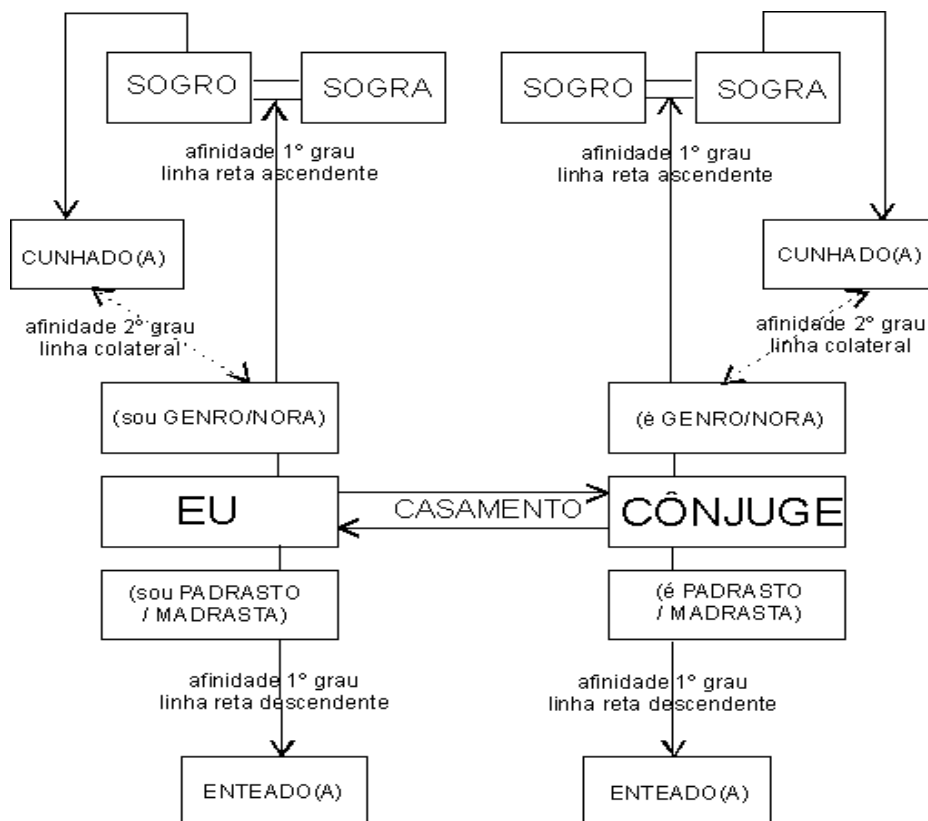 SOGRO
SOGRA
SOGRO
SOGRA
afinidade 1º grau
linha reta ascendente
afinidade 1º grau
linha reta ascendente
CUNHADO(A)
CUNHADO(A)
afinidade 2º grau
linha colateral
afinidade 2º grau
linha colateral
(sou GENRO/NORA)
(é GENRO/NORA)
EU
CASAMENTO
CÔNJUGE
(sou PADRASTO
/ MADRASTA)
(é PADRASTO
/ MADRASTA)
afinidade 1º grau
linha reta descendente
afinidade 1º grau
linha reta descendente
ENTEADO(A)
ENTEADO(A)